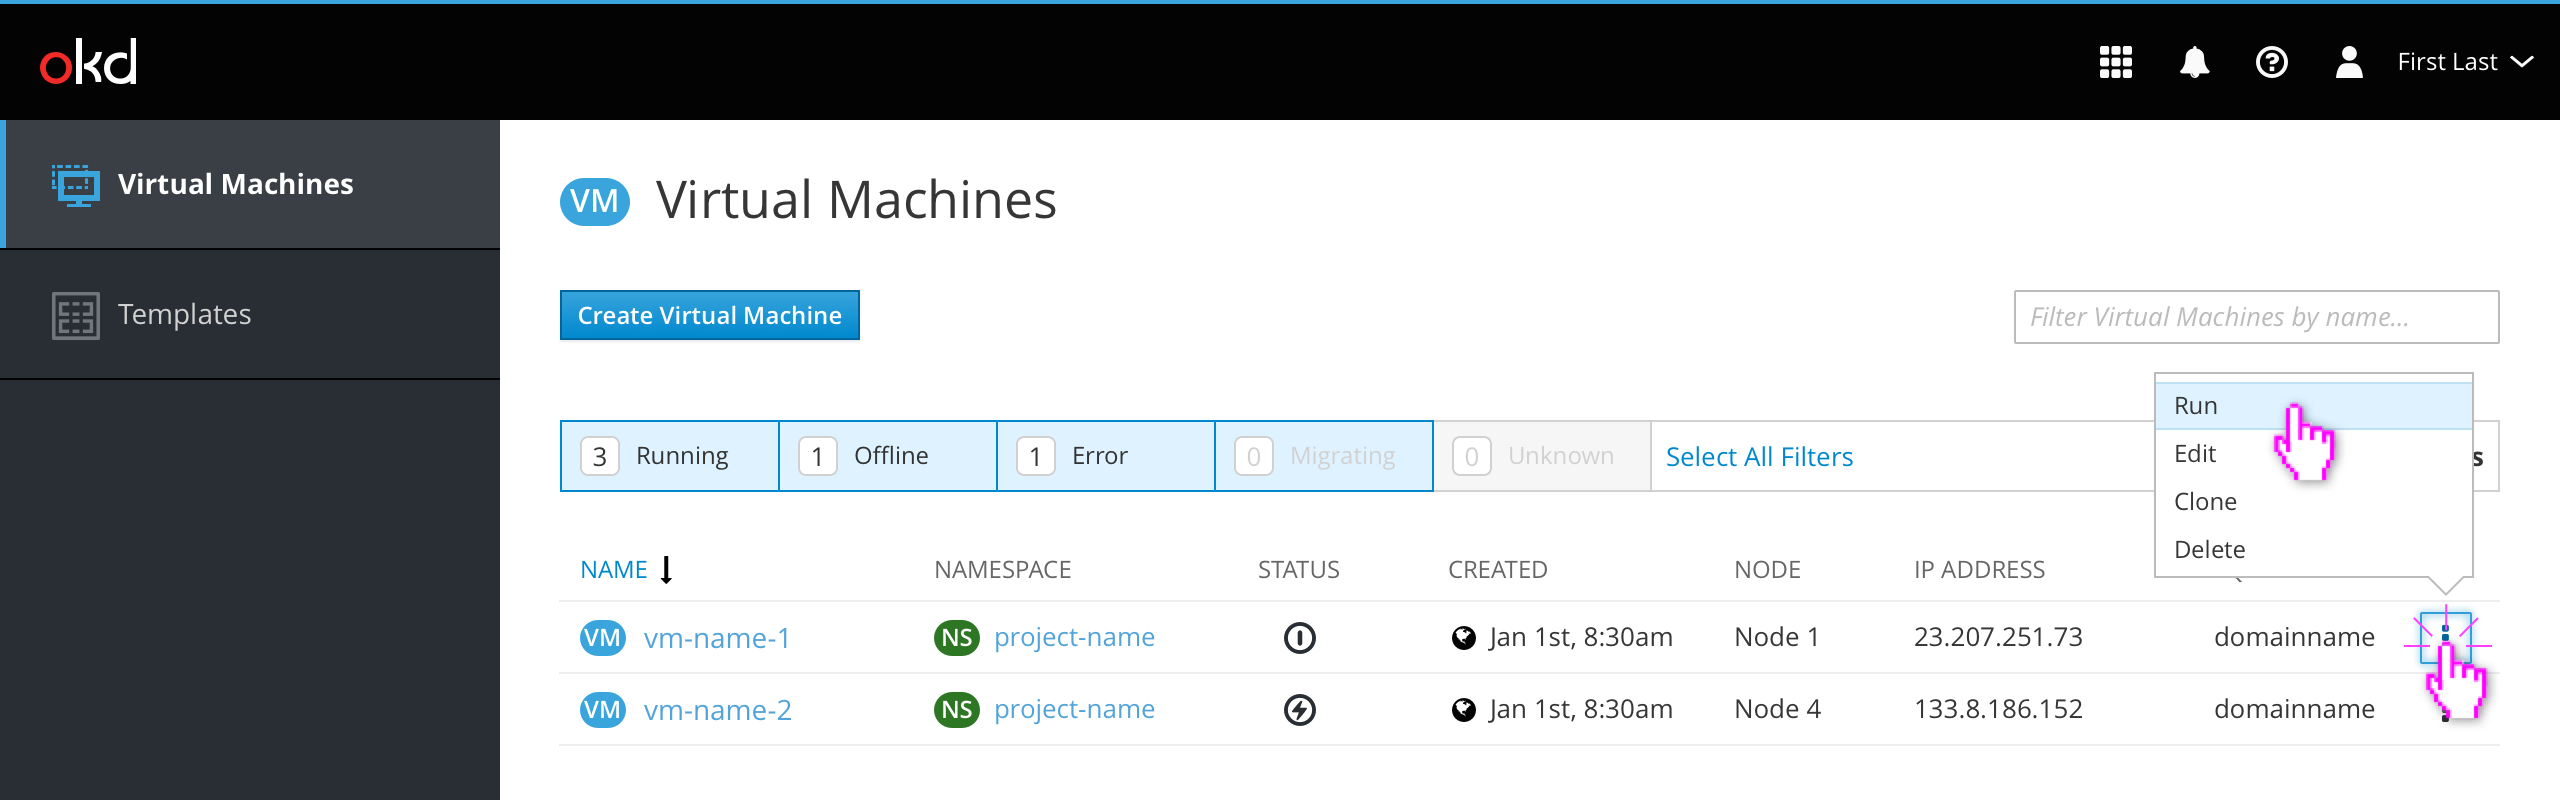 okd
First Last
Virtual Machines
Templates
VM Virtual Machines
Create Virtual Machine
Filter Virtual Machines by name...
Run
Edit
Clone
Delete
3 Running 1 Offline 1 Error 0 Migrating 0 Unknown Select All Filters s
NAME NAMESPACE STATUS CREATED NODE IP ADDRESS
VM vm-name-1 NS project-name Jan 1st, 8:30am Node 1 23.207.251.73 domainname
VM vm-name-2 NS project-name Jan 1st, 8:30am Node 4 133.8.186.152 domainname